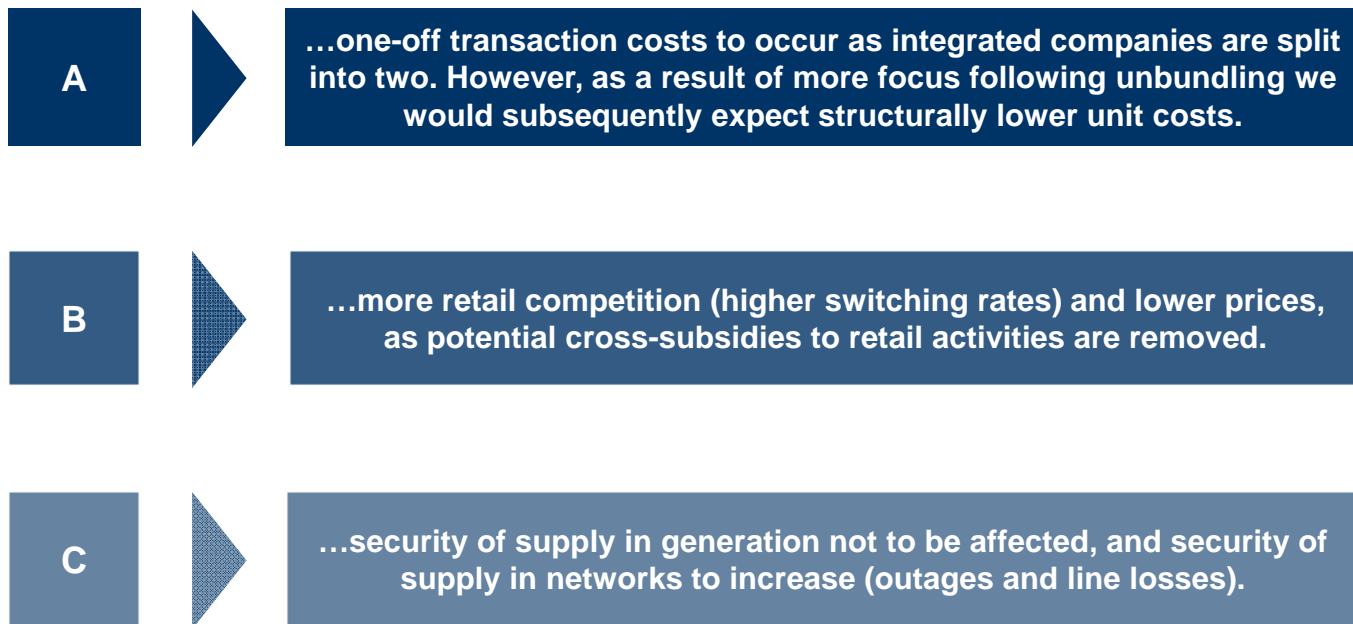 A
…one-off transaction costs to occur as integrated companies are split
into two. However, as a result of more focus following unbundling we
would subsequently expect structurally lower unit costs.
B
…more retail competition (higher switching rates) and lower prices,
as potential cross-subsidies to retail activities are removed.
C
…security of supply in generation not to be affected, and security of
supply in networks to increase (outages and line losses).